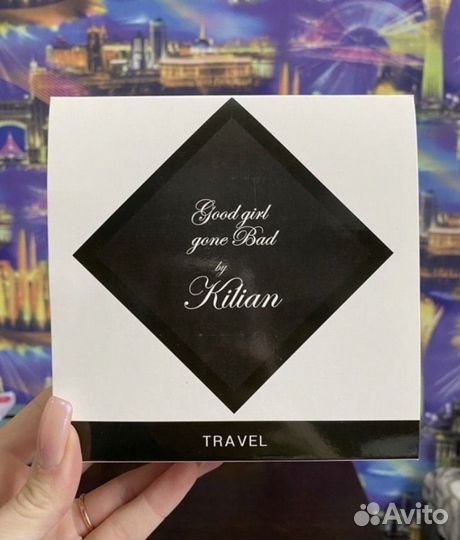 Good girl
gone Bad
by
Kilian
TRAVEL
Avito